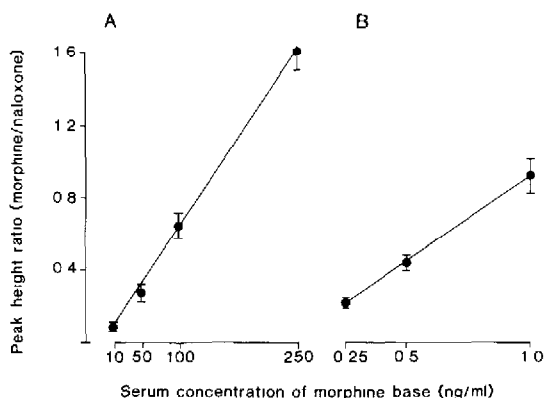 A
B
Peak height ratio (morphine/naloxone)
1 6
1 2
0 8
0 4
10 50 100 250
0 25 0 5 1 0
Serum concentration of morphine base (ng/ml)